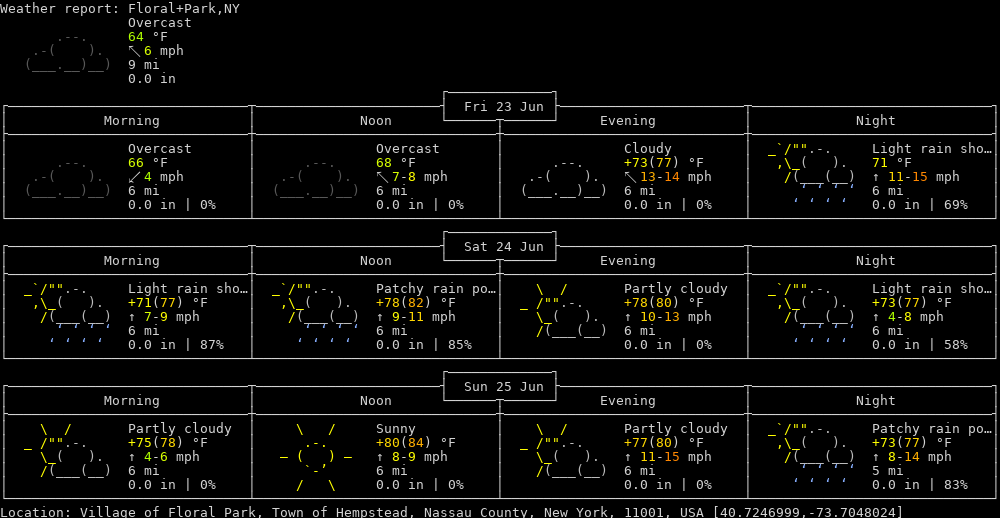 Weather report: Floral+Park,NY
Overcast
64 °F
↖ 6 mph
9 mi
0.0 in
Fri 23 Jun
Morning Noon Evening Night
Overcast Overcast Cloudy Light rain sho…
66 °F 68 °F +73(77) °F 71 °F
↙ 4 mph ↖ 7-8 mph ↖ 13-14 mph ↑ 11-15 mph
6 mi 6 mi 6 mi 6 mi
0.0 in | 0% 0.0 in | 0% 0.0 in | 0% 0.0 in | 69%
Sat 24 Jun
Morning Noon Evening Night
Light rain sho… Patchy rain po… Partly cloudy Light rain sho…
+71(77) °F +78(82) °F +78(80) °F +73(77) °F
↑ 7-9 mph ↑ 9-11 mph ↑ 10-13 mph ↑ 4-8 mph
6 mi 6 mi 6 mi 6 mi
0.0 in | 87% 0.0 in | 85% 0.0 in | 0% 0.0 in | 58%
Sun 25 Jun
Morning Noon Evening Night
Partly cloudy Sunny Partly cloudy Patchy rain po…
+75(78) °F +80(84) °F +77(80) °F +73(77) °F
↑ 4-6 mph ↑ 8-9 mph ↑ 11-15 mph ↑ 8-14 mph
6 mi 6 mi 6 mi 5 mi
0.0 in | 0% 0.0 in | 0% 0.0 in | 0% 0.0 in | 83%
Location: Village of Floral Park, Town of Hempstead, Nassau County, New York, 11001, USA [40.7246999,-73.7048024]